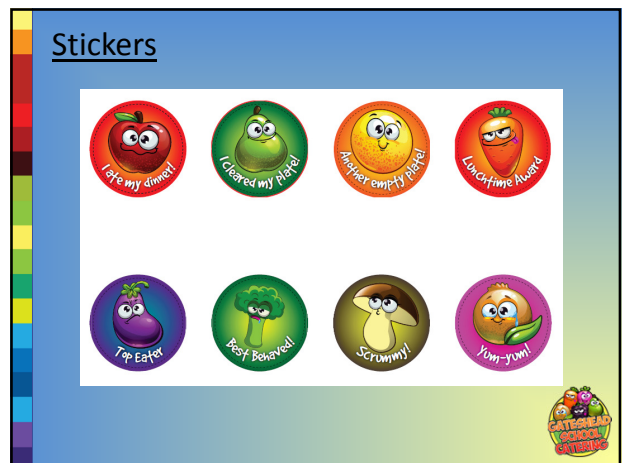 Stickers
I ate my dinner!
I cleared my plate!
Another empty plate!
Lunchtime Award
Top Eater
Best Behaved!
Scrummy!
Yum-yum!
GATESHEAD
SCHOOL
CATERING